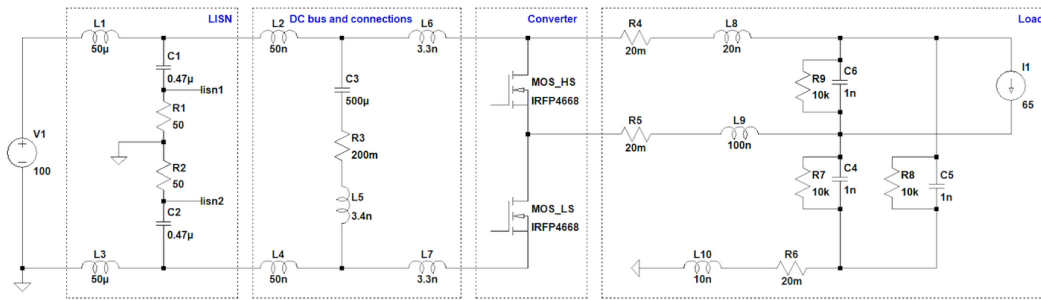 LISN
DC bus and connections
Converter
Load
L1
50µ
L2
50n
L6
3.3n
R4
20m
L8
20n
C1
0.47µ
lisn1
R1
50
R2
50
lisn2
C2
0.47µ
V1
100
C3
500µ
R3
200m
L5
3.4n
MOS_HS
IRFP4668
MOS_LS
IRFP4668
R5
20m
L9
100n
R9
10k
C6
1n
I1
65
R7
10k
C4
1n
R8
10k
C5
1n
L3
50µ
L4
50n
L7
3.3n
L10
10n
R6
20m